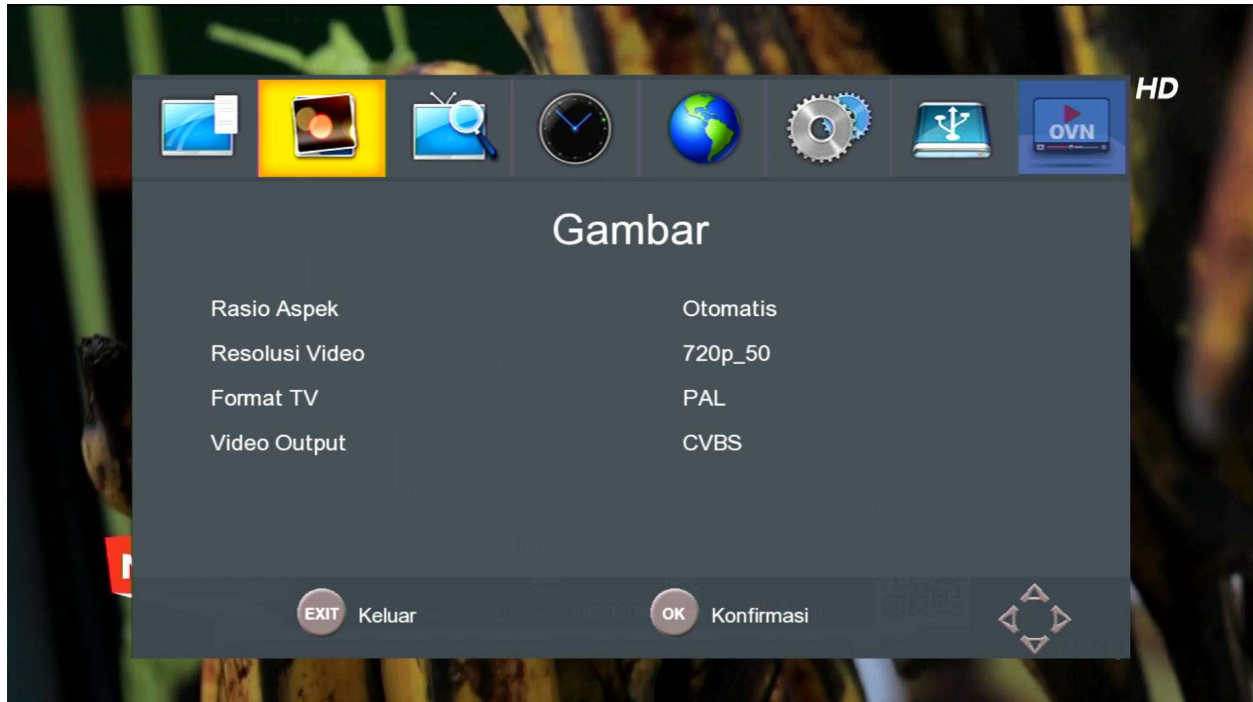 HD
OVN
Gambar
Rasio Aspek Otomatis
Resolusi Video 720p_50
Format TV PAL
Video Output CVBS
EXIT Keluar OK Konfirmasi